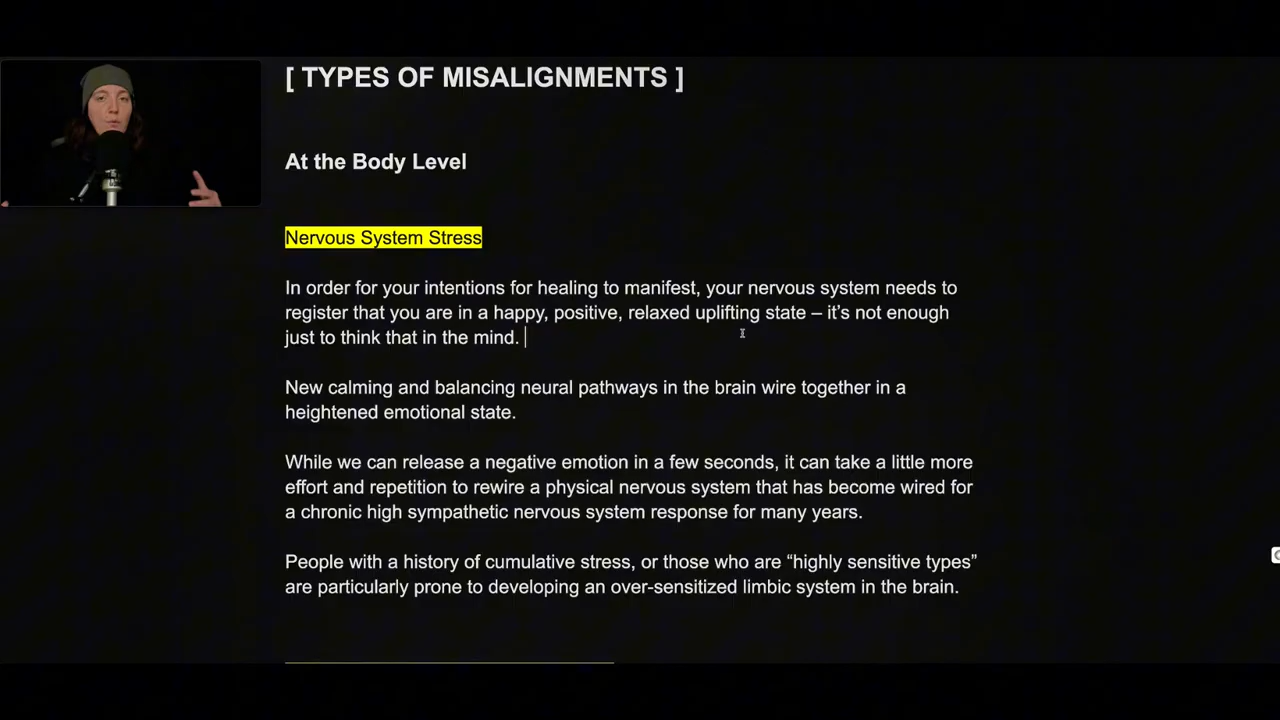 [ TYPES OF MISALIGNMENTS ]
At the Body Level
Nervous System Stress
In order for your intentions for healing to manifest, your nervous system needs to
register that you are in a happy, positive, relaxed uplifting state – it’s not enough
just to think that in the mind.
New calming and balancing neural pathways in the brain wire together in a
heightened emotional state.
While we can release a negative emotion in a few seconds, it can take a little more
effort and repetition to rewire a physical nervous system that has become wired for
a chronic high sympathetic nervous system response for many years.
People with a history of cumulative stress, or those who are “highly sensitive types”
are particularly prone to developing an over-sensitized limbic system in the brain.